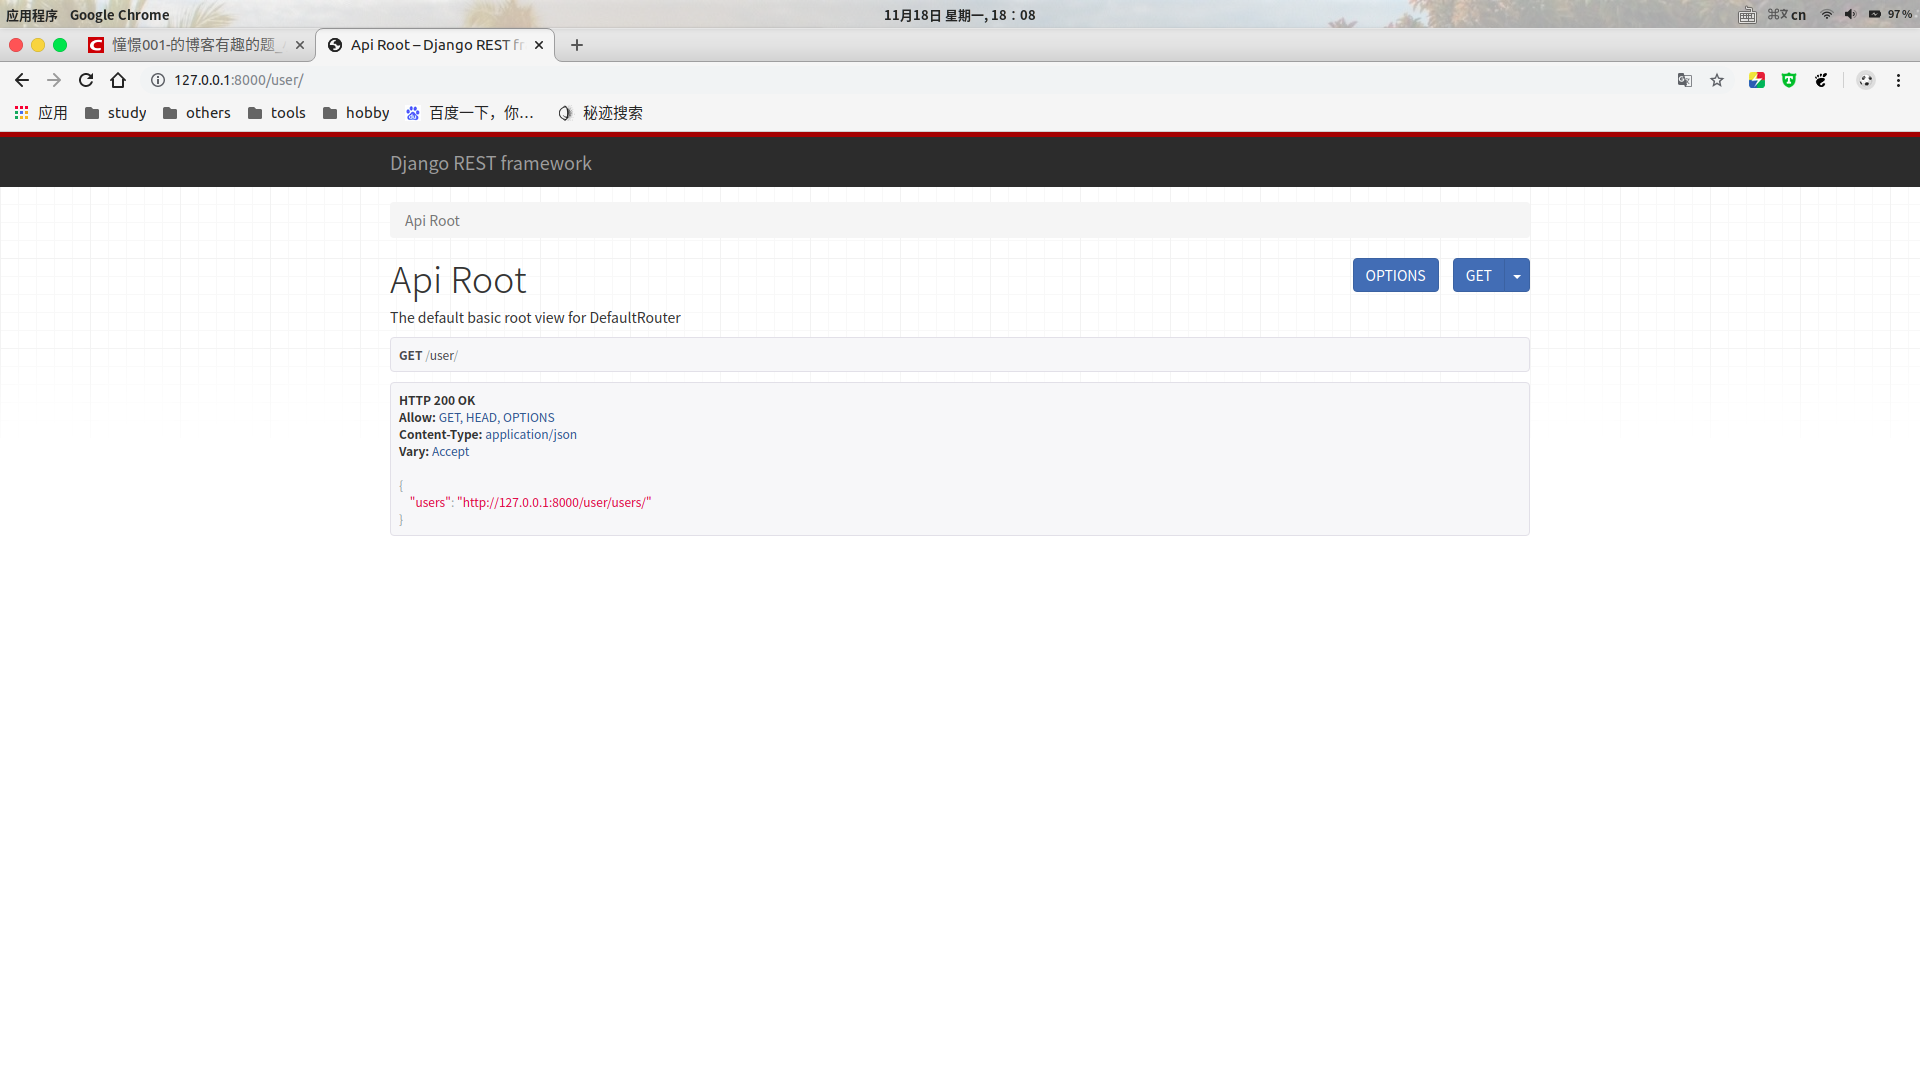 应用程序 Google Chrome 11月18日 星期一, 18∶08 cn 97%
憧憬001-的博客有趣的题_ Api Root – Django REST fr
127.0.0.1:8000/user/
应用 study others tools hobby 百度一下，你... 秘迹搜索
Django REST framework
Api Root
Api Root OPTIONS GET
The default basic root view for DefaultRouter
GET /user/
HTTP 200 OK
Allow: GET, HEAD, OPTIONS
Content-Type: application/json
Vary: Accept
{
"users": "http://127.0.0.1:8000/user/users/"
}